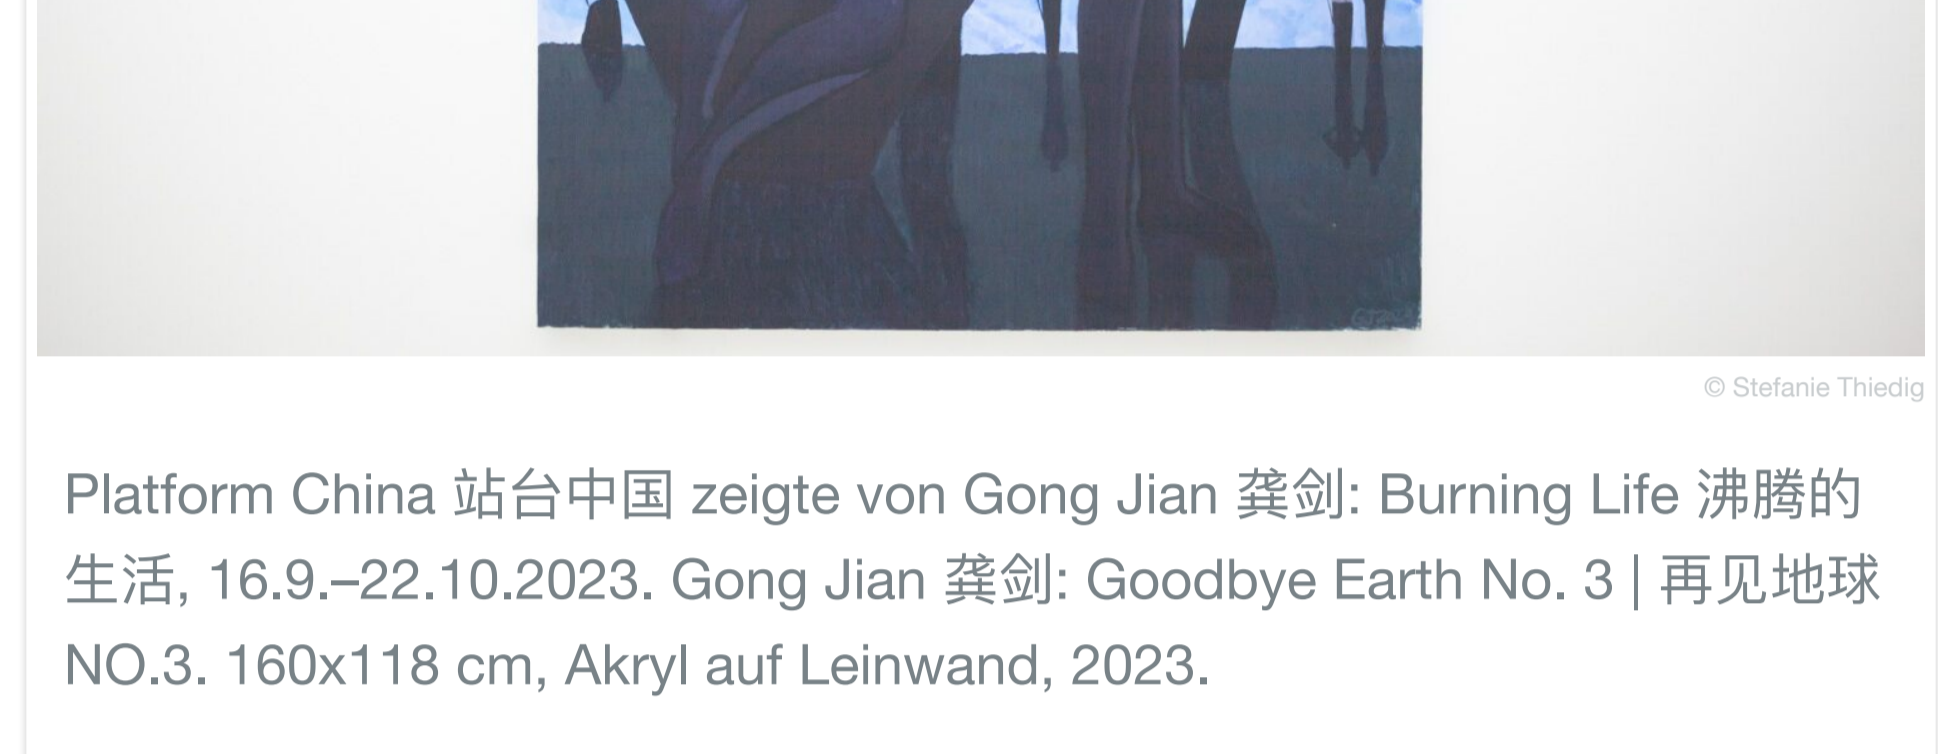 © Stefanie Thiedig
Platform China 站台中国 zeigte von Gong Jian 龚剑: Burning Life 沸腾的
生活, 16.9.–22.10.2023. Gong Jian 龚剑: Goodbye Earth No. 3 | 再见地球
NO.3. 160x118 cm, Akryl auf Leinwand, 2023.